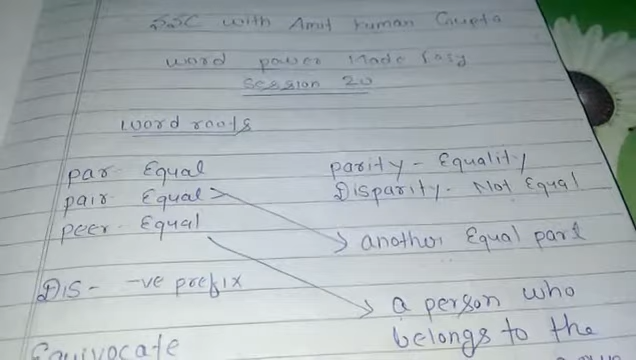 SSC with Amit Kumar Gupta
word power Made Easy
Session 20
word roots
par Equal
parity - Equality
pair Equal
Disparity - Not Equal
peer - Equal
another Equal part
Dis - -ve prefix
a person who
belongs to the
Equivocate